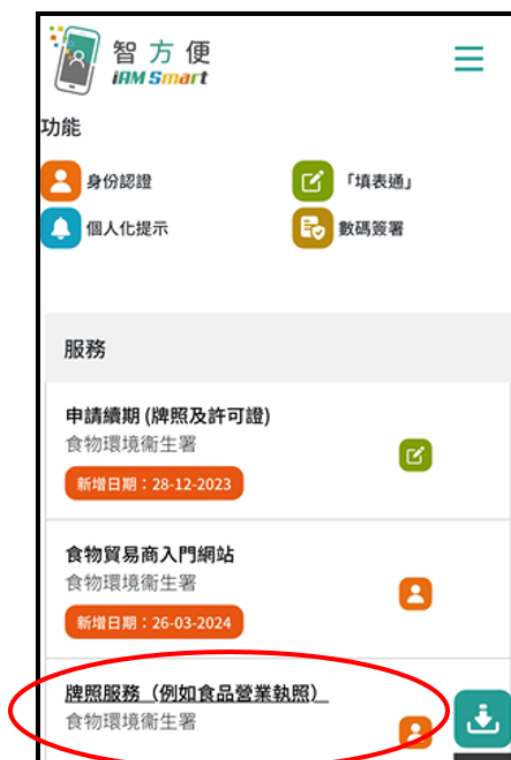 智方便
iAM Smart
功能
身份認證
「填表通」
個人化提示
數碼簽署
服務
申請續期 (牌照及許可證)
食物環境衞生署
新增日期：28-12-2023
食物貿易商入門網站
食物環境衞生署
新增日期：26-03-2024
牌照服務（例如食品營業執照）
食物環境衞生署